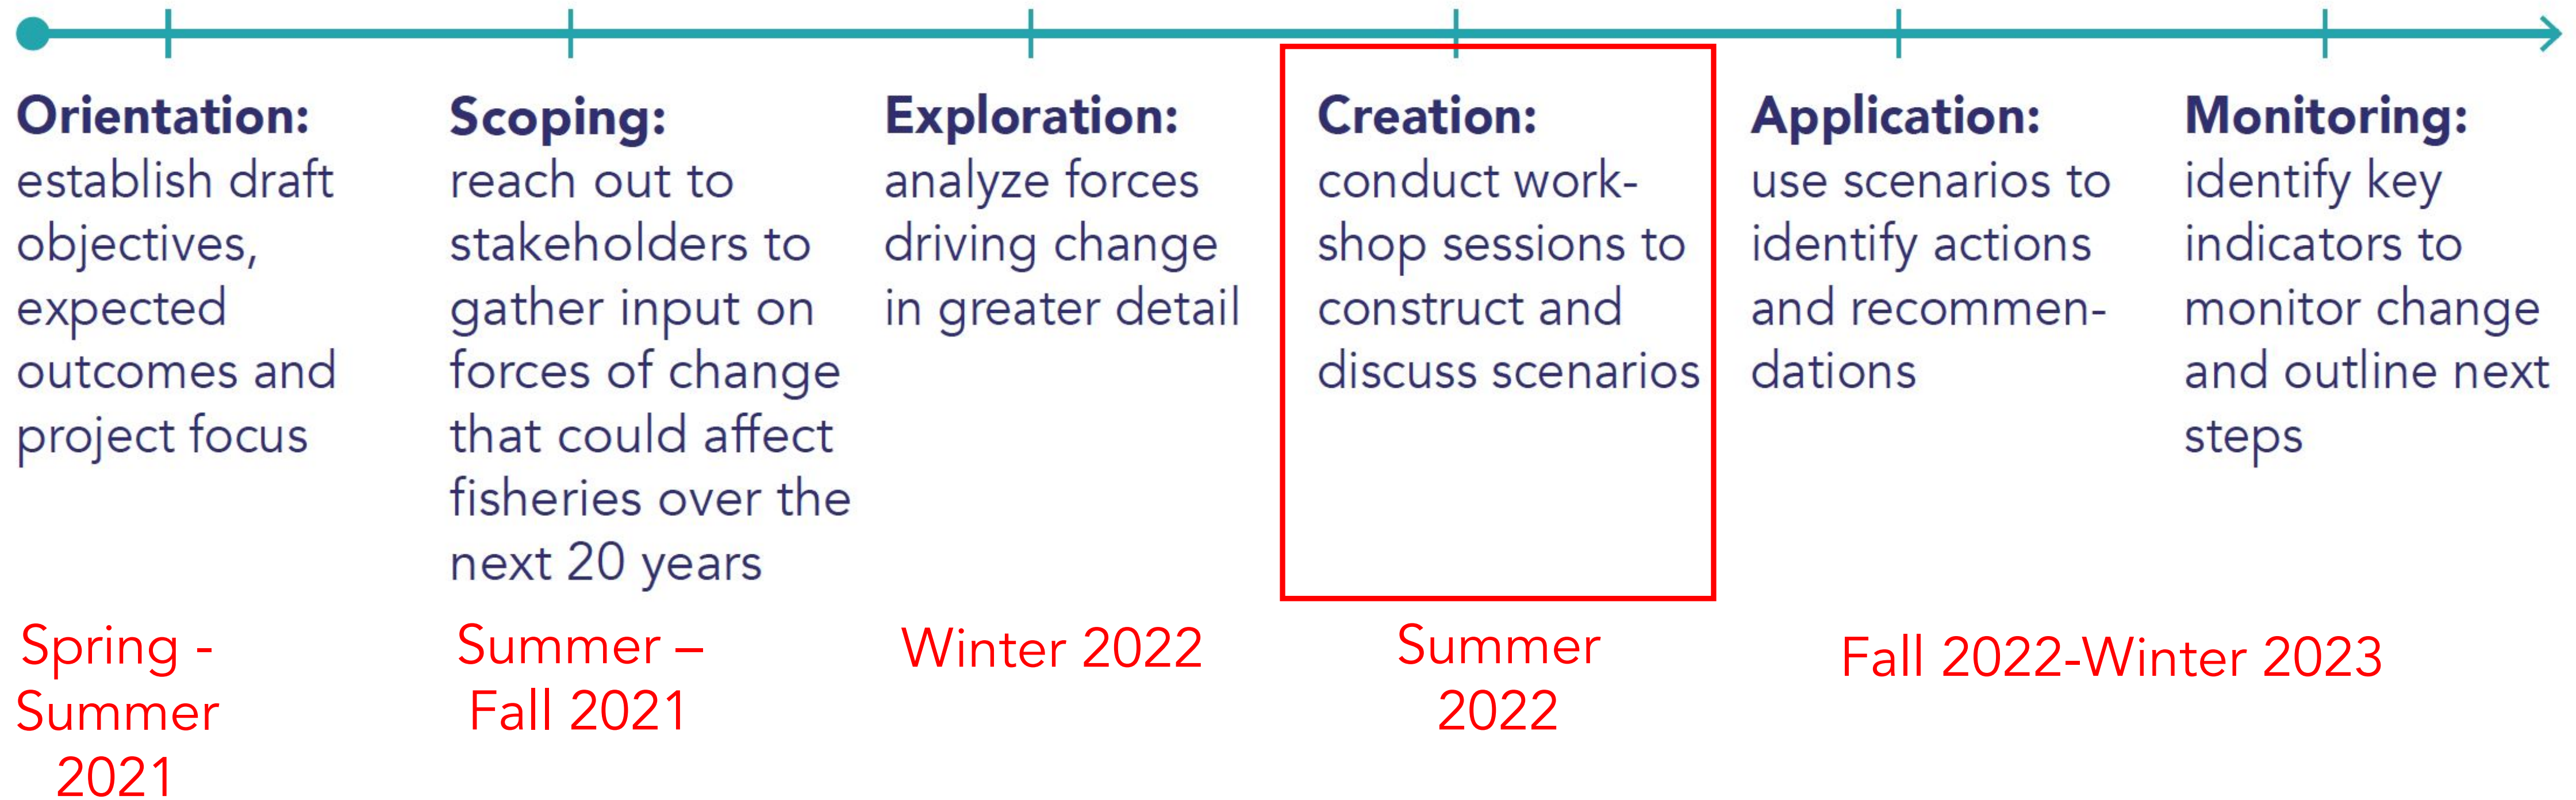 Orientation:
establish draft
objectives,
expected
outcomes and
project focus
Spring -
Summer
2021
Scoping:
reach out to
stakeholders to
gather input on
forces of change
that could affect
fisheries over the
next 20 years
Summer –
Fall 2021
Exploration:
analyze forces
driving change
in greater detail
Winter 2022
Creation:
conduct work-
shop sessions to
construct and
discuss scenarios
Summer
2022
Application:
use scenarios to
identify actions
and recommen-
dations
Monitoring:
identify key
indicators to
monitor change
and outline next
steps
Fall 2022-Winter 2023